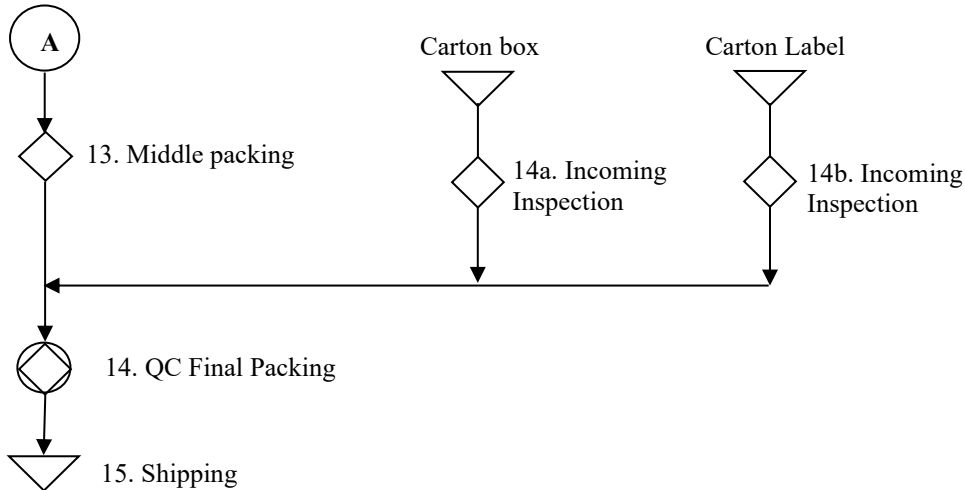 A
Carton box
Carton Label
13. Middle packing
14a. Incoming
Inspection
14b. Incoming
Inspection
14. QC Final Packing
15. Shipping